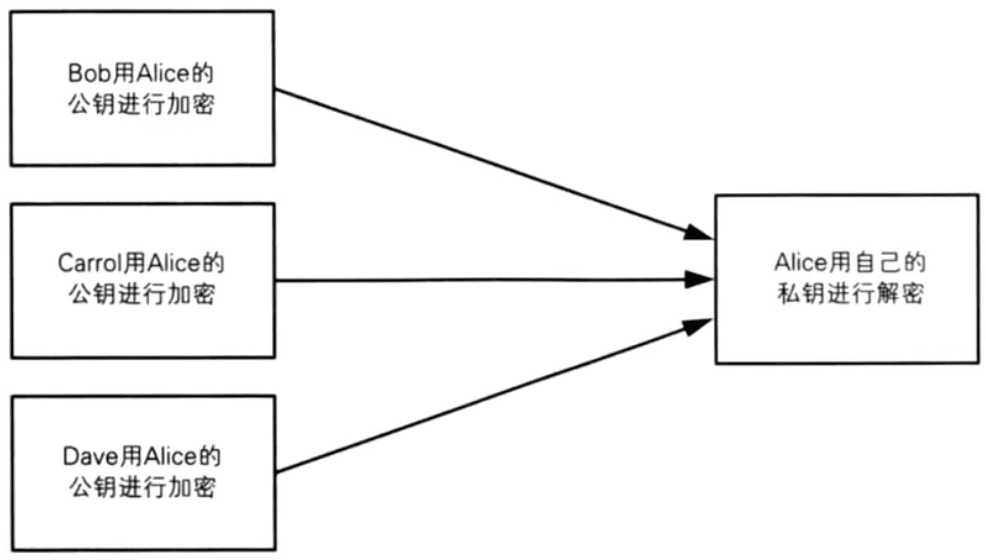 Bob用Alice的
公钥进行加密
Carrol用Alice的
公钥进行加密
Alice用自己的
私钥进行解密
Dave用Alice的
公钥进行加密